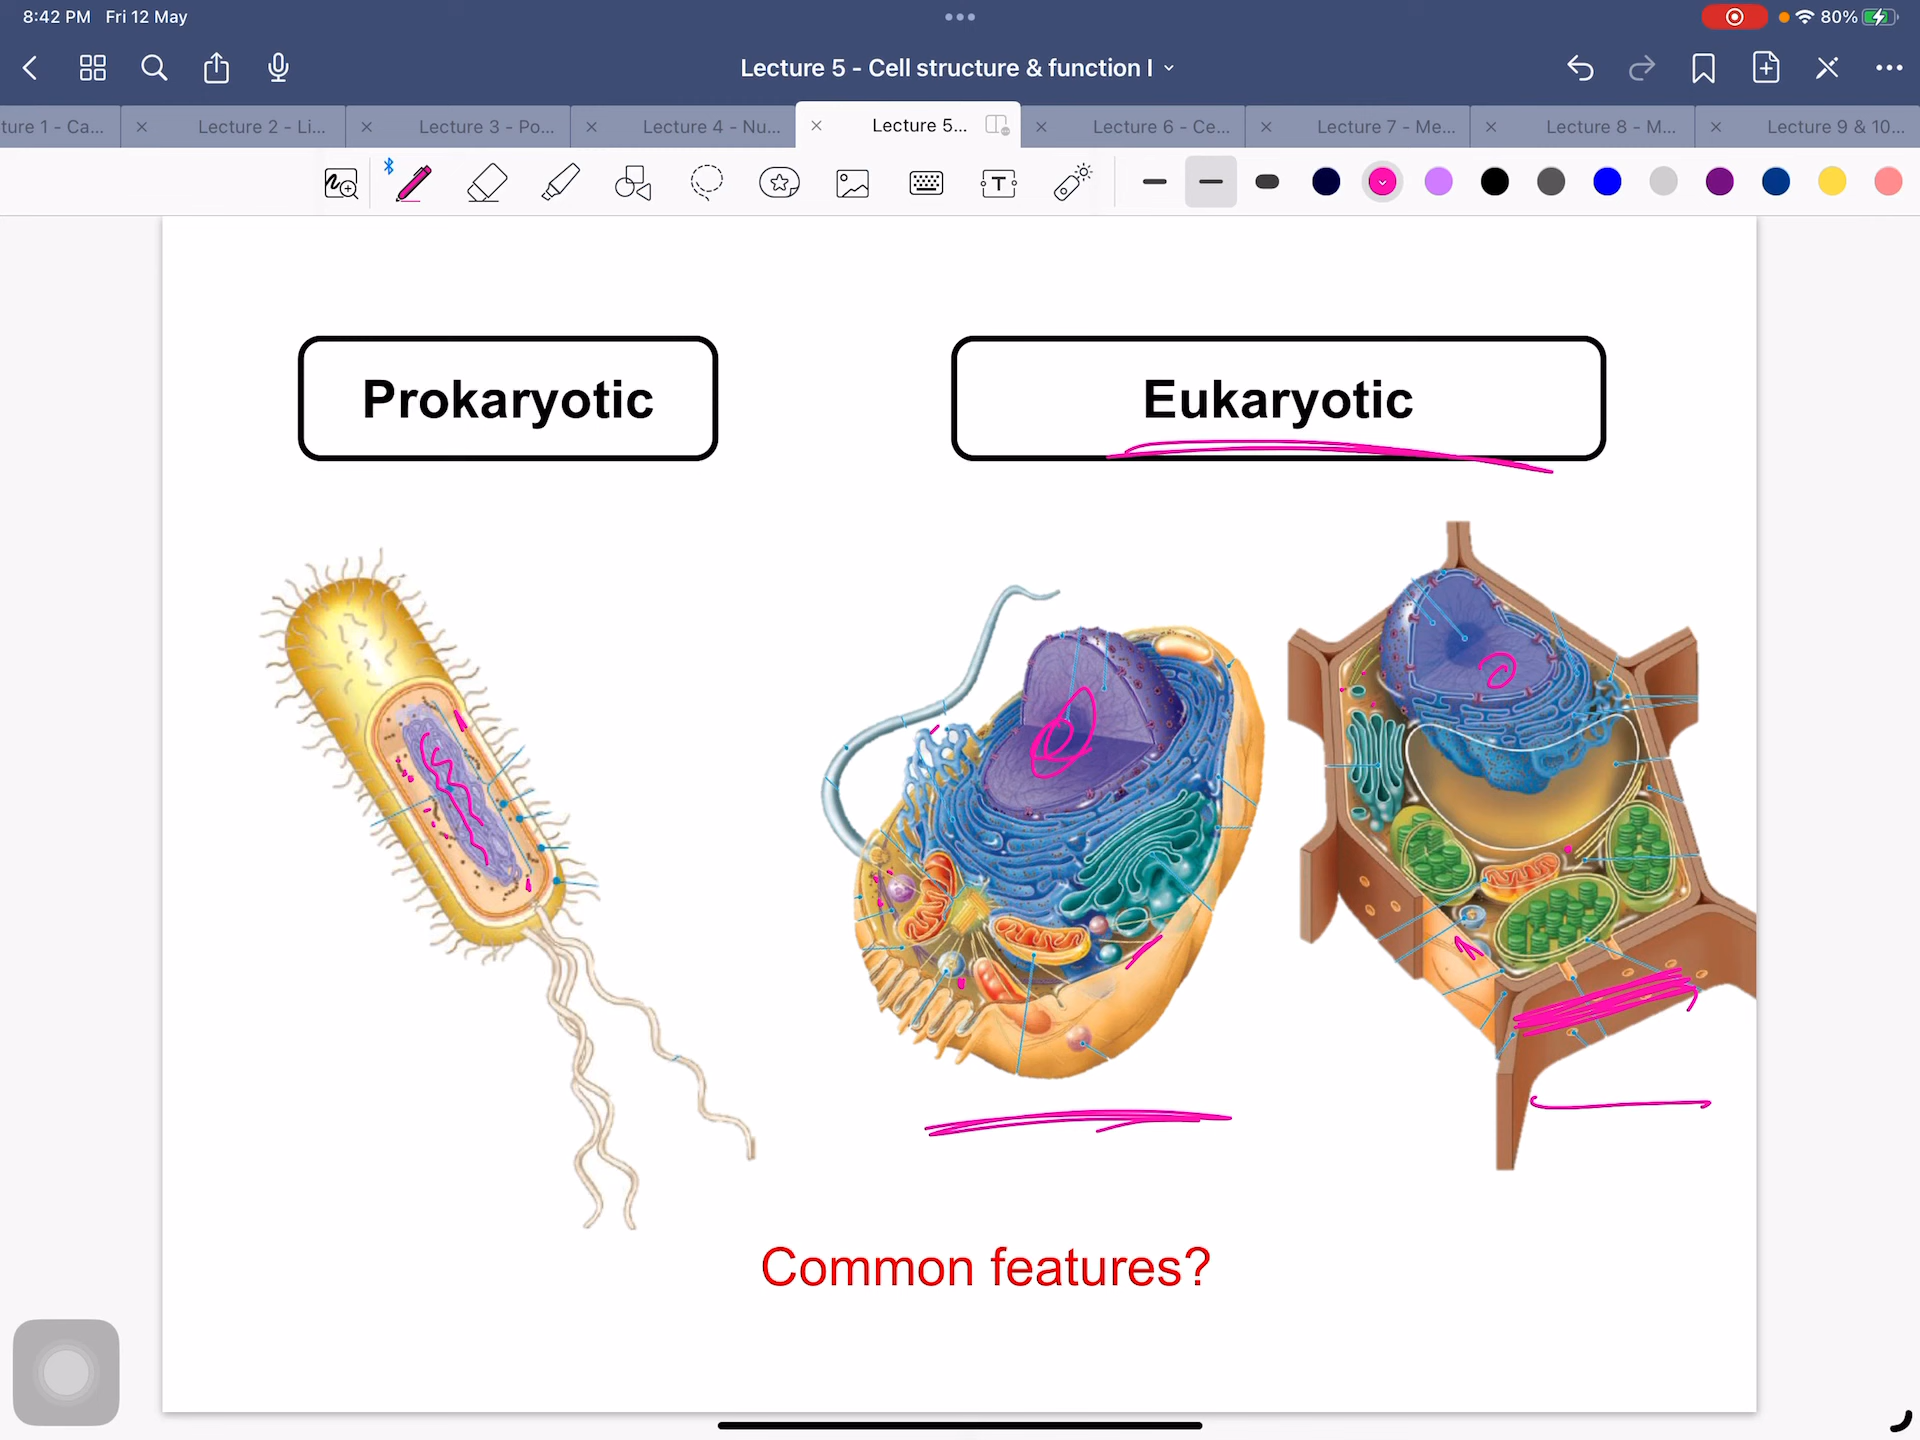 8:42 PM Fri 12 May
80%
Lecture 5 - Cell structure & function I
ture 1 - Ca...
Lecture 2 - Li...
Lecture 3 - Po...
Lecture 4 - Nu...
Lecture 5...
Lecture 6 - Ce...
Lecture 7 - Me...
Lecture 8 - M...
Lecture 9 & 10...
T
Prokaryotic
Eukaryotic
Common features?